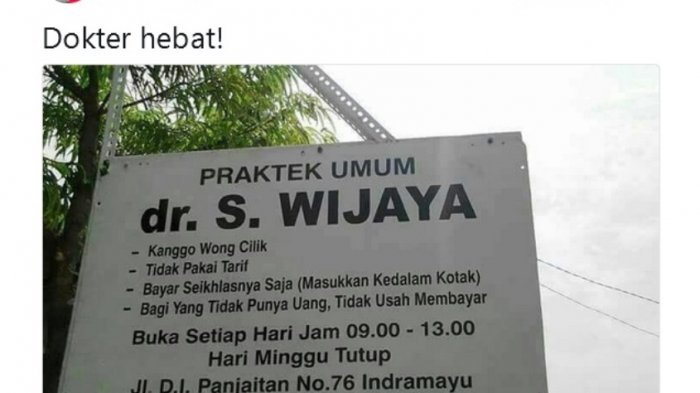 Dokter hebat!
PRAKTEK UMUM
dr. S. WIJAYA
- Kanggo Wong Cilik
- Tidak Pakai Tarif
- Bayar Seikhlasnya Saja (Masukkan Kedalam Kotak)
- Bagi Yang Tidak Punya Uang, Tidak Usah Membayar
Buka Setiap Hari Jam 09.00 - 13.00
Hari Minggu Tutup
Jl. D.I. Panjaitan No.76 Indramayu